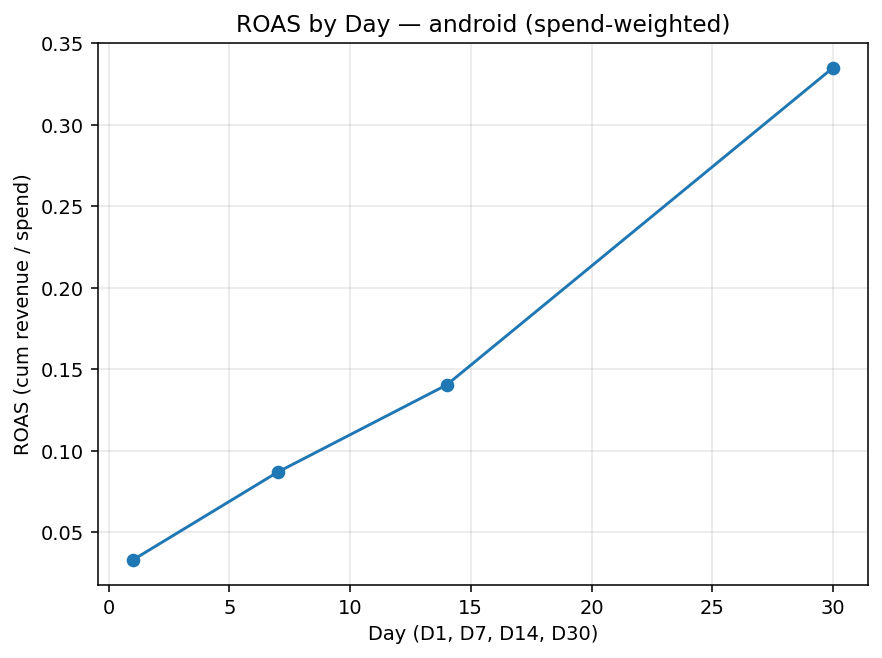 ROAS by Day — android (spend-weighted)
0.35
0.30
0.25
0.20
0.15
0.10
0.05
ROAS (cum revenue / spend)
0 5 10 15 20 25 30
Day (D1, D7, D14, D30)